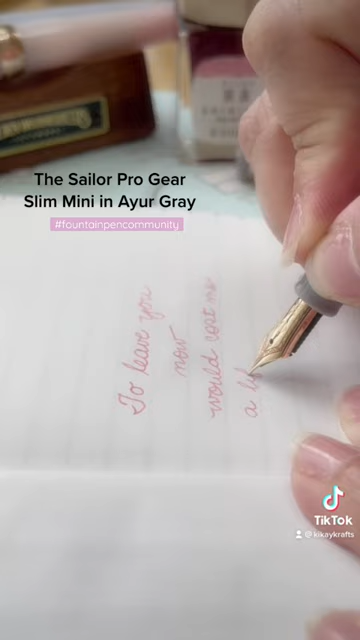 The Sailor Pro Gear
Slim Mini in Ayur Gray
#fountainpencommunity
To leave you
now
would cost me
a
TikTok
@kikaykrafts